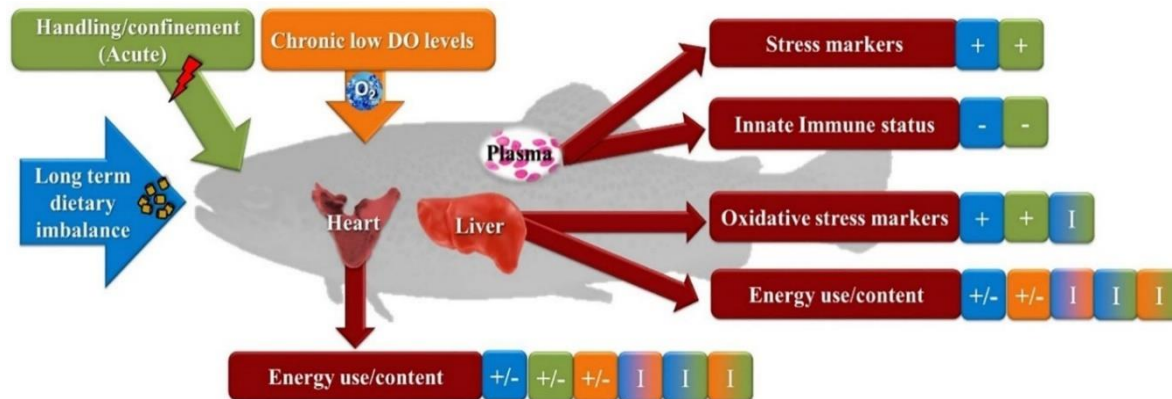 Handling/confinement
(Acute)
Chronic low DO levels
O2
Long term
dietary
imbalance
Plasma
Heart
Liver
Stress markers + +
Innate Immune status - -
Oxidative stress markers + + I
Energy use/content +/- +/- I I I
Energy use/content +/- +/- +/- I I I